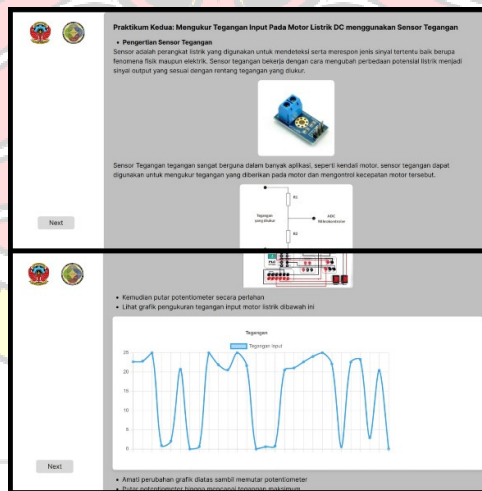 Praktikum Kedua: Mengukur Tegangan Input Pada Motor Listrik DC menggunakan Sensor Tegangan
• Pengertian Sensor Tegangan
Sensor adalah perangkat listrik yang digunakan untuk mendeteksi serta merespon jenis sinyal tertentu baik berupa
fenomena fisik maupun elektrik. Sensor tegangan bekerja dengan cara mengubah perbedaan potensial listrik menjadi
sinyal output yang sesuai dengan rentang tegangan yang diukur.
Sensor Tegangan tegangan sangat berguna dalam banyak aplikasi, seperti kendali motor, sensor tegangan dapat
digunakan untuk mengukur tegangan yang diberikan pada motor dan mengontrol kecepatan motor tersebut.
R1
Tegangan
yang diukur
ADC
Mikrokontroler
R2
Next
• Kemudian putar potentiometer secara perlahan
• Lihat grafik pengukuran tegangan input motor listrik dibawah ini
Tegangan
Tegangan Input
25
20
15
10
5
0
Next
• Amati perubahan grafik diatas sambil memutar potentiometer
• Putar potentiometer hingga mencapai tegangan maksimum